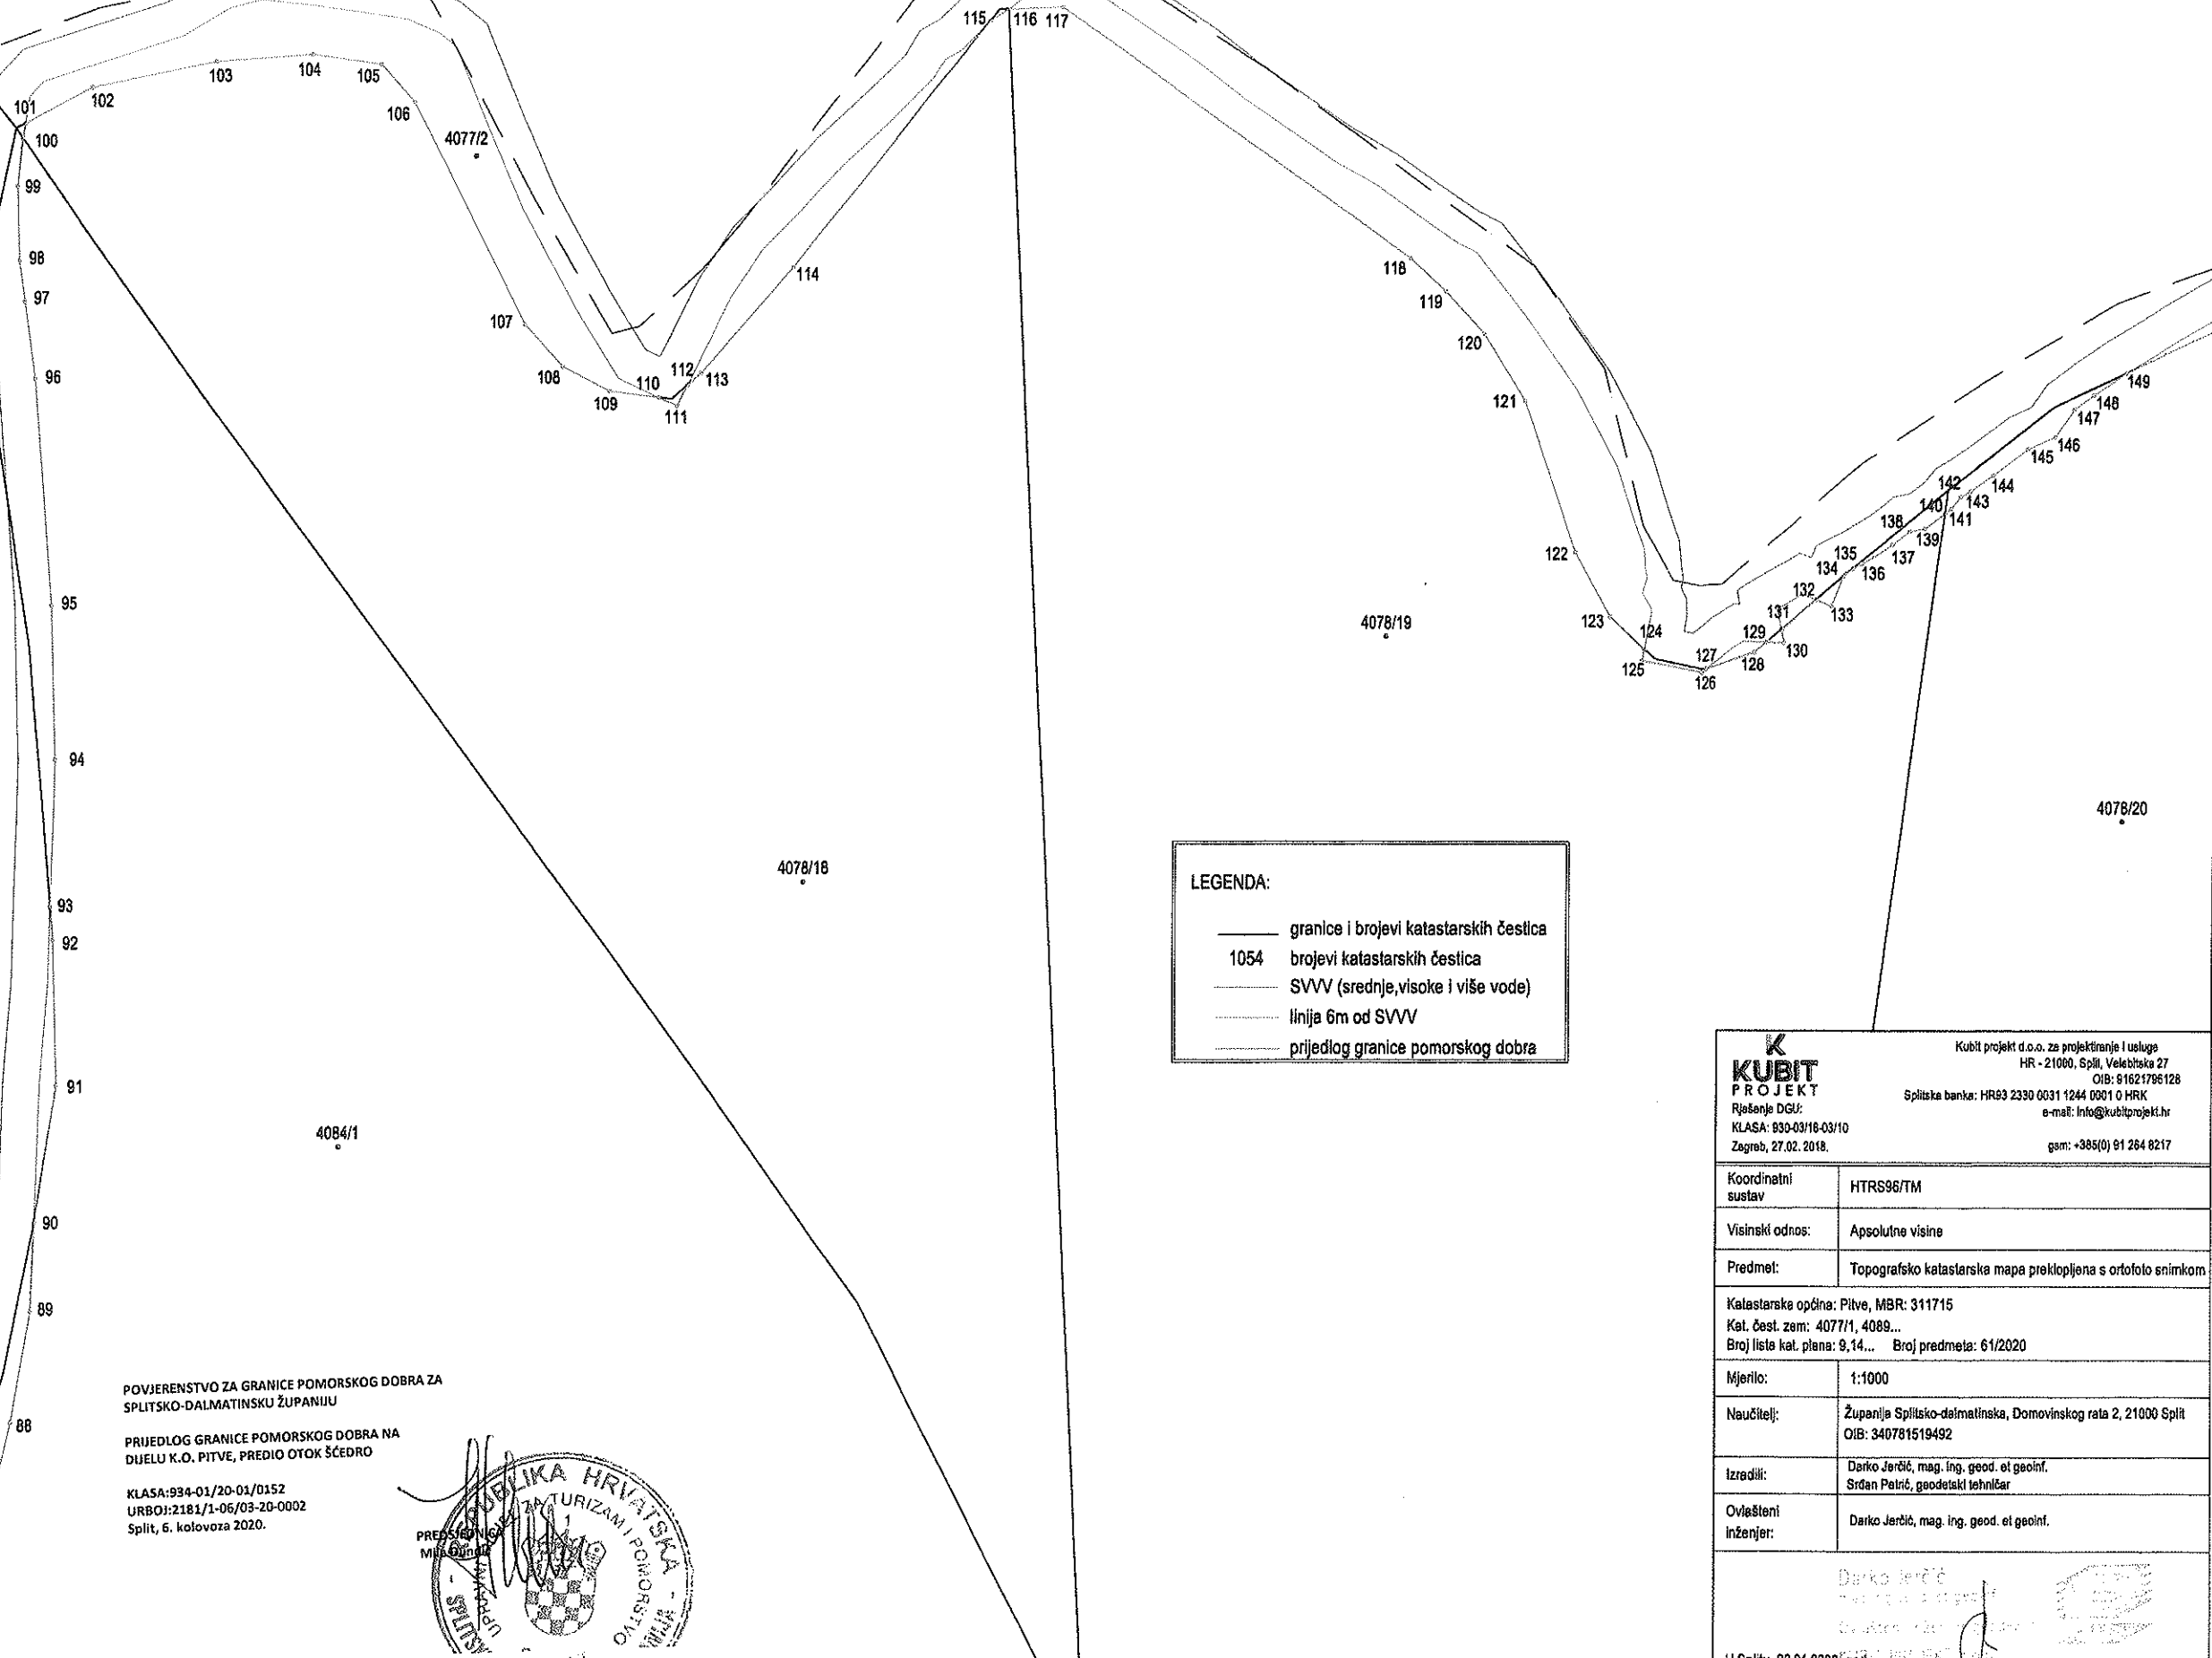 115
116
117
103
104
105
102
101
106
100
4077/2
99
98
97
96
107
108
109
110
111
112
113
114
118
119
120
121
122
123
124
125
126
127
128
129
130
131
132
133
134
135
136
137
138
139
140
141
142
143
144
145
146
147
148
149
95
94
93
92
91
90
89
88
4078/19
4078/20
4078/18
4084/1
LEGENDA:
granice i brojevi katastarskih čestica
1054 brojevi katastarskih čestica
SVVV (srednje,visoke i više vode)
linija 6m od SVVV
prijedlog granice pomorskog dobra
K
KUBIT
PROJEKT
Rješenje DGU:
KLASA: 930-03/18-03/10
Zagreb, 27.02. 2018.
Kubit projekt d.o.o. za projektiranje i usluge
HR - 21000, Split, Velebitska 27
OIB: 91621796128
Splitska banka: HR93 2330 0031 1244 0001 0 HRK
e-mail: info@kubitprojekt.hr
gsm: +385(0) 91 264 8217
Koordinatni sustav HTRS96/TM
Visinski odnos: Apsolutne visine
Predmet: Topografsko katastarska mapa preklopljena s ortofoto snimkom
Katastarska općina: Pitve, MBR: 311715
Kat. čest. zem: 4077/1, 4089...
Broj lista kat. plana: 9,14... Broj predmeta: 61/2020
Mjerilo: 1:1000
Naučitelj: Županija Splitsko-dalmatinska, Domovinskog rata 2, 21000 Split
OIB: 340781519492
Izradili: Darko Jerčić, mag. ing. geod. et geoinf.
Srđan Petrić, geodetski tehničar
Ovlašteni inženjer: Darko Jerčić, mag. ing. geod. et geoinf.
Darko Jerčić
POVJERENSTVO ZA GRANICE POMORSKOG DOBRA ZA
SPLITSKO-DALMATINSKU ŽUPANIJU
PRIJEDLOG GRANICE POMORSKOG DOBRA NA
DIJELU K.O. PITVE, PREDIO OTOK ŠĆEDRO
KLASA:934-01/20-01/0152
URBOJ:2181/1-06/03-20-0002
Split, 6. kolovoza 2020.
PREDSJEDNICA
REPUBLIKA HRVATSKA
ZA TURIZAM I POMORSTVO